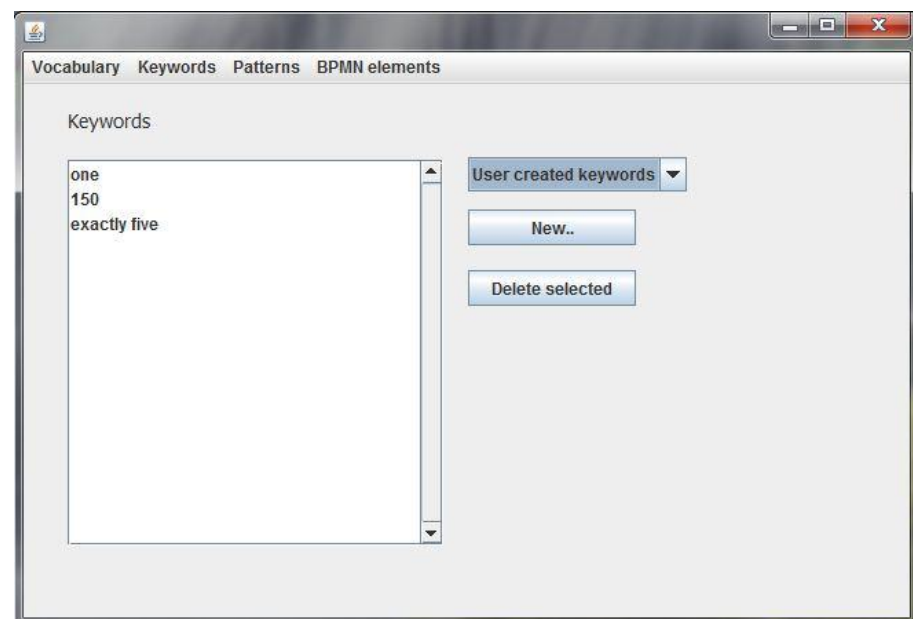 Vocabulary Keywords Patterns BPMN elements
Keywords
one
150
exactly five
User created keywords
New..
Delete selected